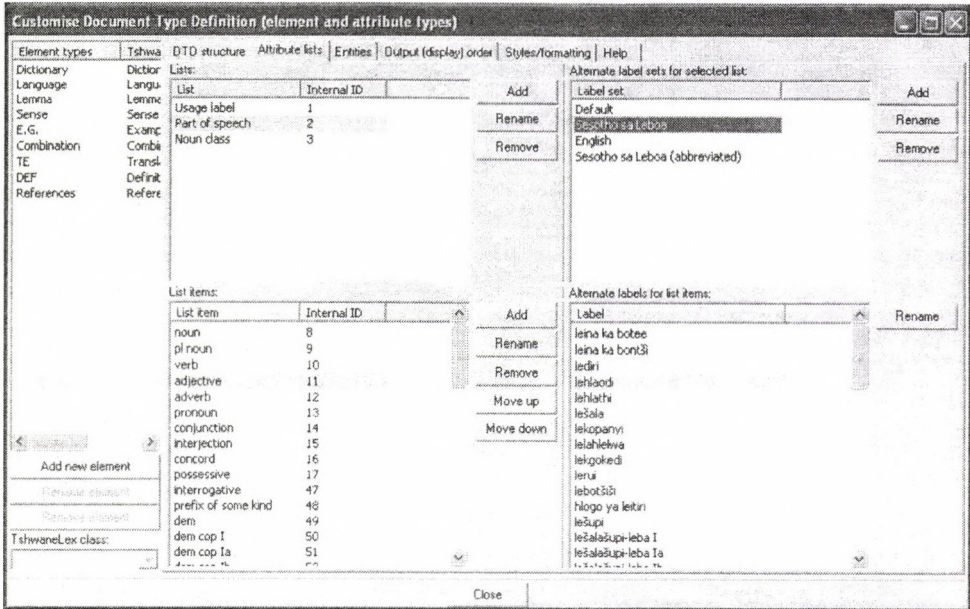 Customise Document Type Definition (element and attribute types)
Element types Tshwa
Dictionary Diction
Language Langu
Lemma Lemme
Sense Sense
E.G. Examp
Combination Combi
TE Transl
DEF Definit
References Refere
Add new element
Rename element
Remove element
TshwaneLex class:
DTD structure Attribute lists Entities Output (display) order Styles/formatting Help
Lists:
List Internal ID
Usage label 1
Part of speech 2
Noun class 3
Add
Rename
Remove
Alternate label sets for selected list:
Label set
Default
Sesotho sa Leboa
English
Sesotho sa Leboa (abbreviated)
Add
Rename
Remove
List items:
List item Internal ID
noun 8
pl noun 9
verb 10
adjective 11
adverb 12
pronoun 13
conjunction 14
interjection 15
concord 16
possessive 17
interrogative 47
prefix of some kind 48
dem 49
dem cop I 50
dem cop Ia 51
Add
Rename
Remove
Move up
Move down
Alternate labels for list items:
Label
leina ka botee
leina ka bontši
lediri
lehlaodi
lehlathi
lešala
lekopanyi
lelahlelwa
lekgokedi
lerui
lebotšiši
hlogo ya leitiri
lešupi
lešalašupi-leba I
lešalašupi-leba Ia
Rename
Close